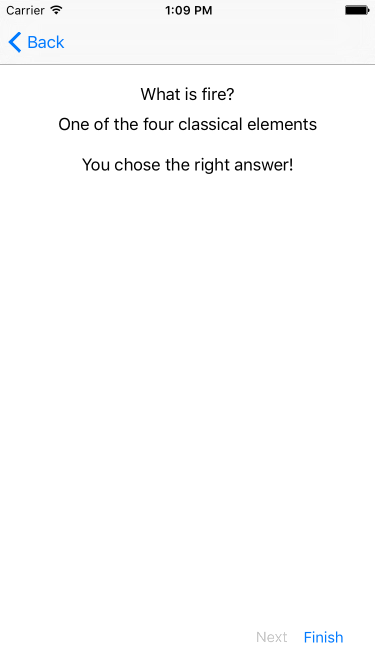 Carrier 1:09 PM
Back
What is fire?
One of the four classical elements
You chose the right answer!
Next Finish